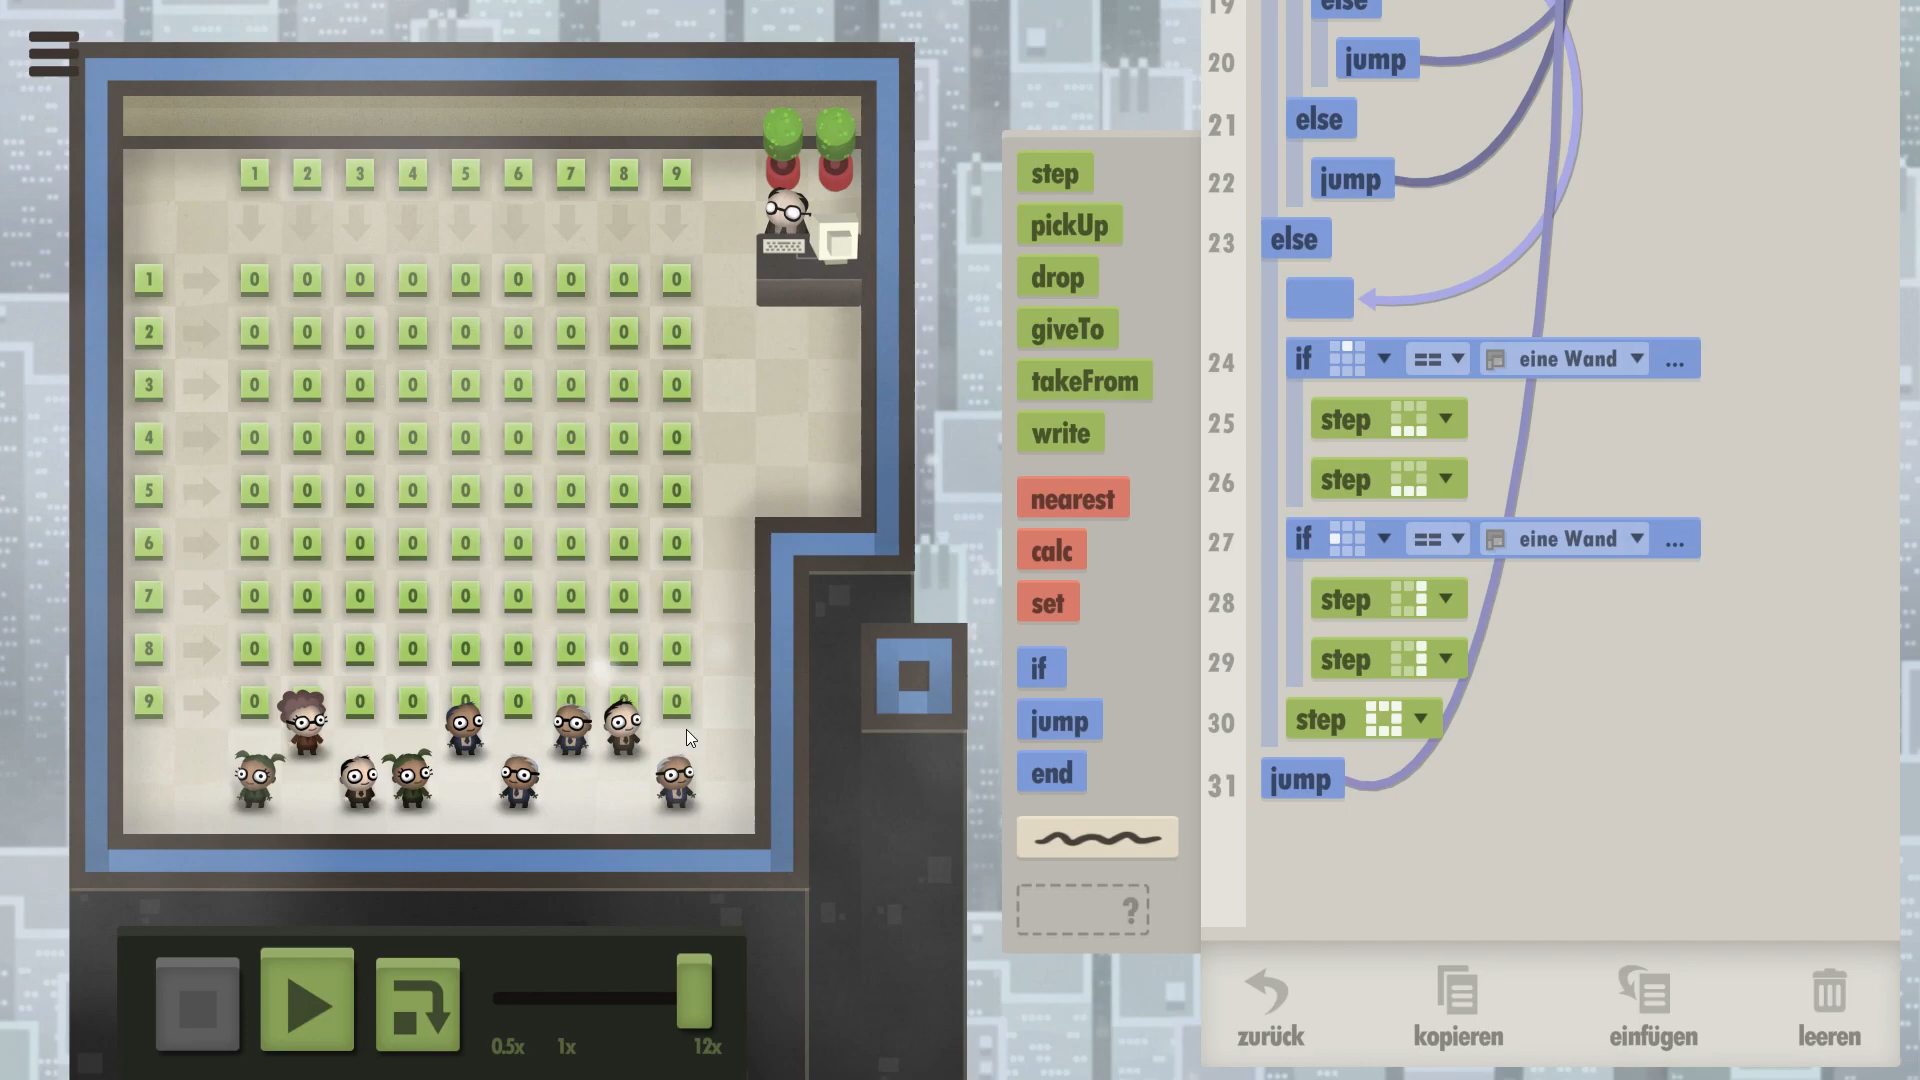 19 else
20 jump
21 else
22 jump
23 else
24 if == eine Wand ...
25 step
26 step
27 if == eine Wand ...
28 step
29 step
30 step
31 jump
step
pickUp
drop
giveTo
takeFrom
write
nearest
calc
set
if
jump
end
?
1 2 3 4 5 6 7 8 9
1 0 0 0 0 0 0 0 0 0
2 0 0 0 0 0 0 0 0 0
3 0 0 0 0 0 0 0 0 0
4 0 0 0 0 0 0 0 0 0
5 0 0 0 0 0 0 0 0 0
6 0 0 0 0 0 0 0 0 0
7 0 0 0 0 0 0 0 0 0
8 0 0 0 0 0 0 0 0 0
9 0 0 0 0 0 0 0 0
0.5x 1x 12x
zurück kopieren einfügen leeren